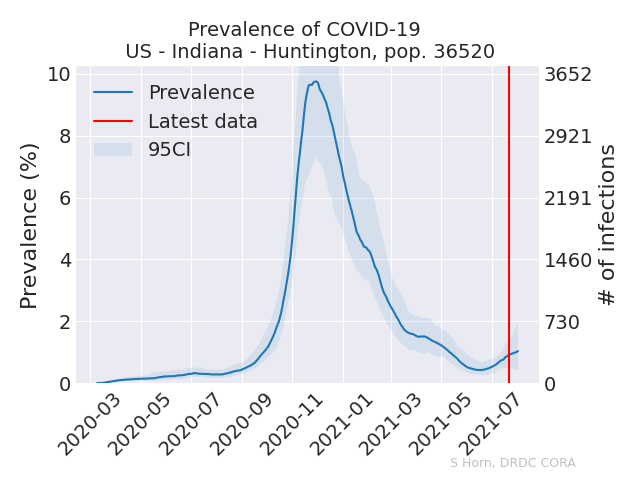 Prevalence of COVID-19
US - Indiana - Huntington, pop. 36520
Prevalence (%)
10
8
6
4
2
0
Prevalence
Latest data
95CI
3652
2921
2191
1460
730
0
# of infections
2020-03
2020-05
2020-07
2020-09
2020-11
2021-01
2021-03
2021-05
2021-07
S Horn, DRDC CORA